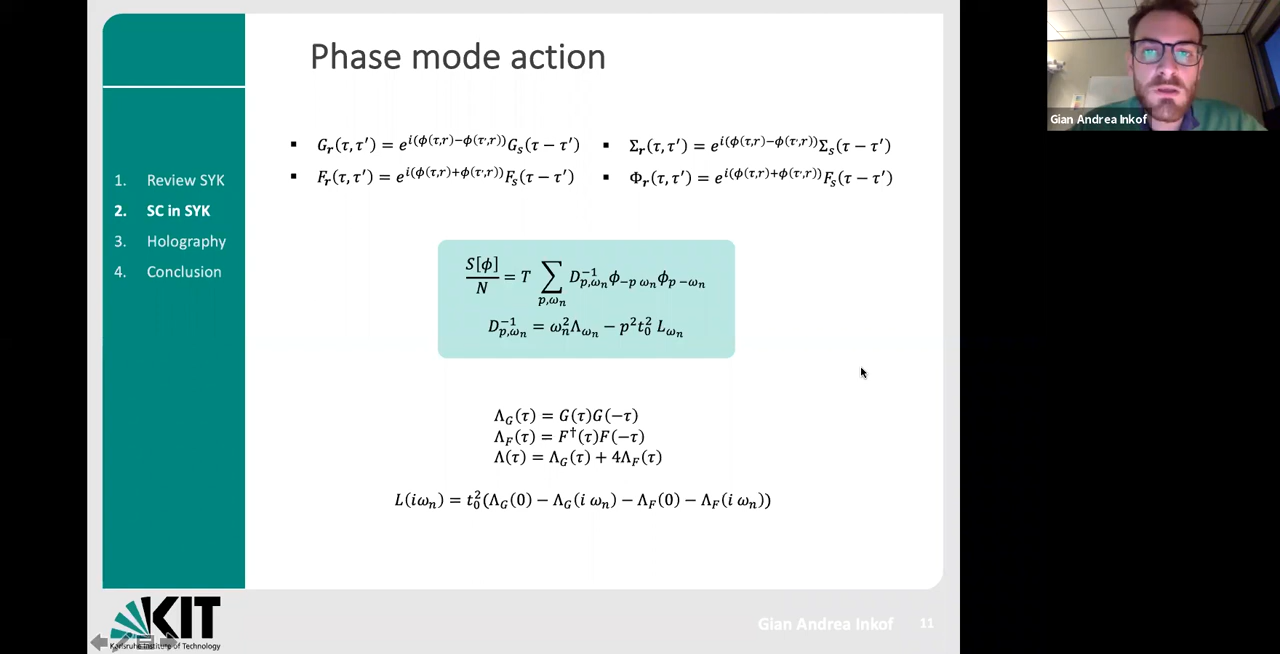 Phase mode action
1. Review SYK
2. SC in SYK
3. Holography
4. Conclusion
▪ G_r(τ,τ′) = e^{i(ϕ(τ,r)−ϕ(τ′,r))}G_s(τ − τ′)
▪ Σ_r(τ,τ′) = e^{i(ϕ(τ,r)−ϕ(τ′,r))}Σ_s(τ − τ′)
▪ F_r(τ,τ′) = e^{i(ϕ(τ,r)+ϕ(τ′,r))}F_s(τ − τ′)
▪ Φ_r(τ,τ′) = e^{i(ϕ(τ,r)+ϕ(τ′,r))}F_s(τ − τ′)
S[ϕ]/N = T ∑_{p,ω_n} D^{−1}_{p,ω_n} ϕ_{−p ω_n} ϕ_{p −ω_n}
D^{−1}_{p,ω_n} = ω_n^2 Λ_{ω_n} − p^2 t_0^2 L_{ω_n}
Λ_G(τ) = G(τ)G(−τ)
Λ_F(τ) = F^†(τ)F(−τ)
Λ(τ) = Λ_G(τ) + 4Λ_F(τ)
L(iω_n) = t_0^2(Λ_G(0) − Λ_G(i ω_n) − Λ_F(0) − Λ_F(i ω_n))
KIT
Karlsruhe Institute of Technology
Gian Andrea Inkof 11
Gian Andrea Inkof